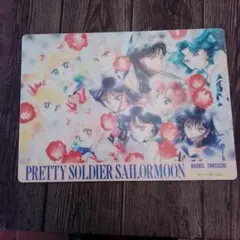 PRETTY SOLDIER SAILORMOON
NAOKO TAKEUCHI